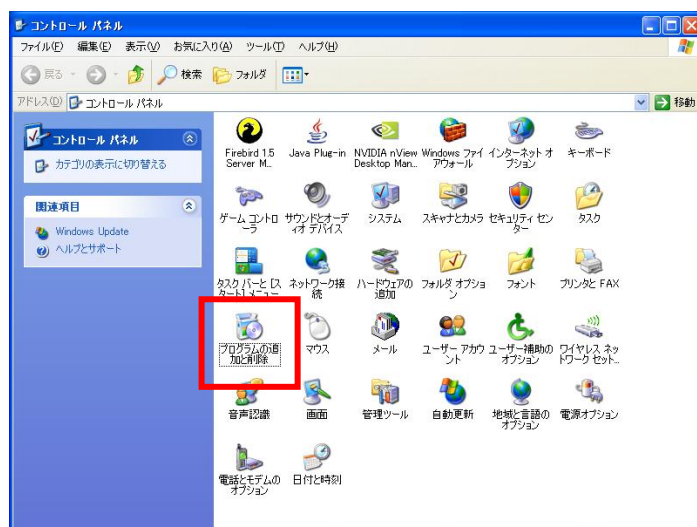 コントロール パネル
ファイル(F) 編集(E) 表示(V) お気に入り(A) ツール(T) ヘルプ(H)
戻る 検索 フォルダ
アドレス(D) コントロール パネル 移動
コントロール パネル
カテゴリの表示に切り替える
関連項目
Windows Update
ヘルプとサポート
Firebird 1.5
Server M...
Java Plug-in
NVIDIA nView
Desktop Man...
Windows ファイ
アウォール
インターネット オ
プション
キーボード
ゲーム コントロ
ーラ
サウンドとオーデ
ィオ デバイス
システム
スキャナとカメラ
セキュリティ セン
ター
タスク
タスク バーと [ス
タート] メニュー
ネットワーク接
続
ハードウェアの
追加
フォルダ オプショ
ン
フォント
プリンタと FAX
プログラムの追
加と削除
マウス
メール
ユーザー アカウ
ント
ユーザー補助の
オプション
ワイヤレス ネッ
トワーク セット...
音声認識
画面
管理ツール
自動更新
地域と言語の
オプション
電源オプション
電話とモデムの
オプション
日付と時刻